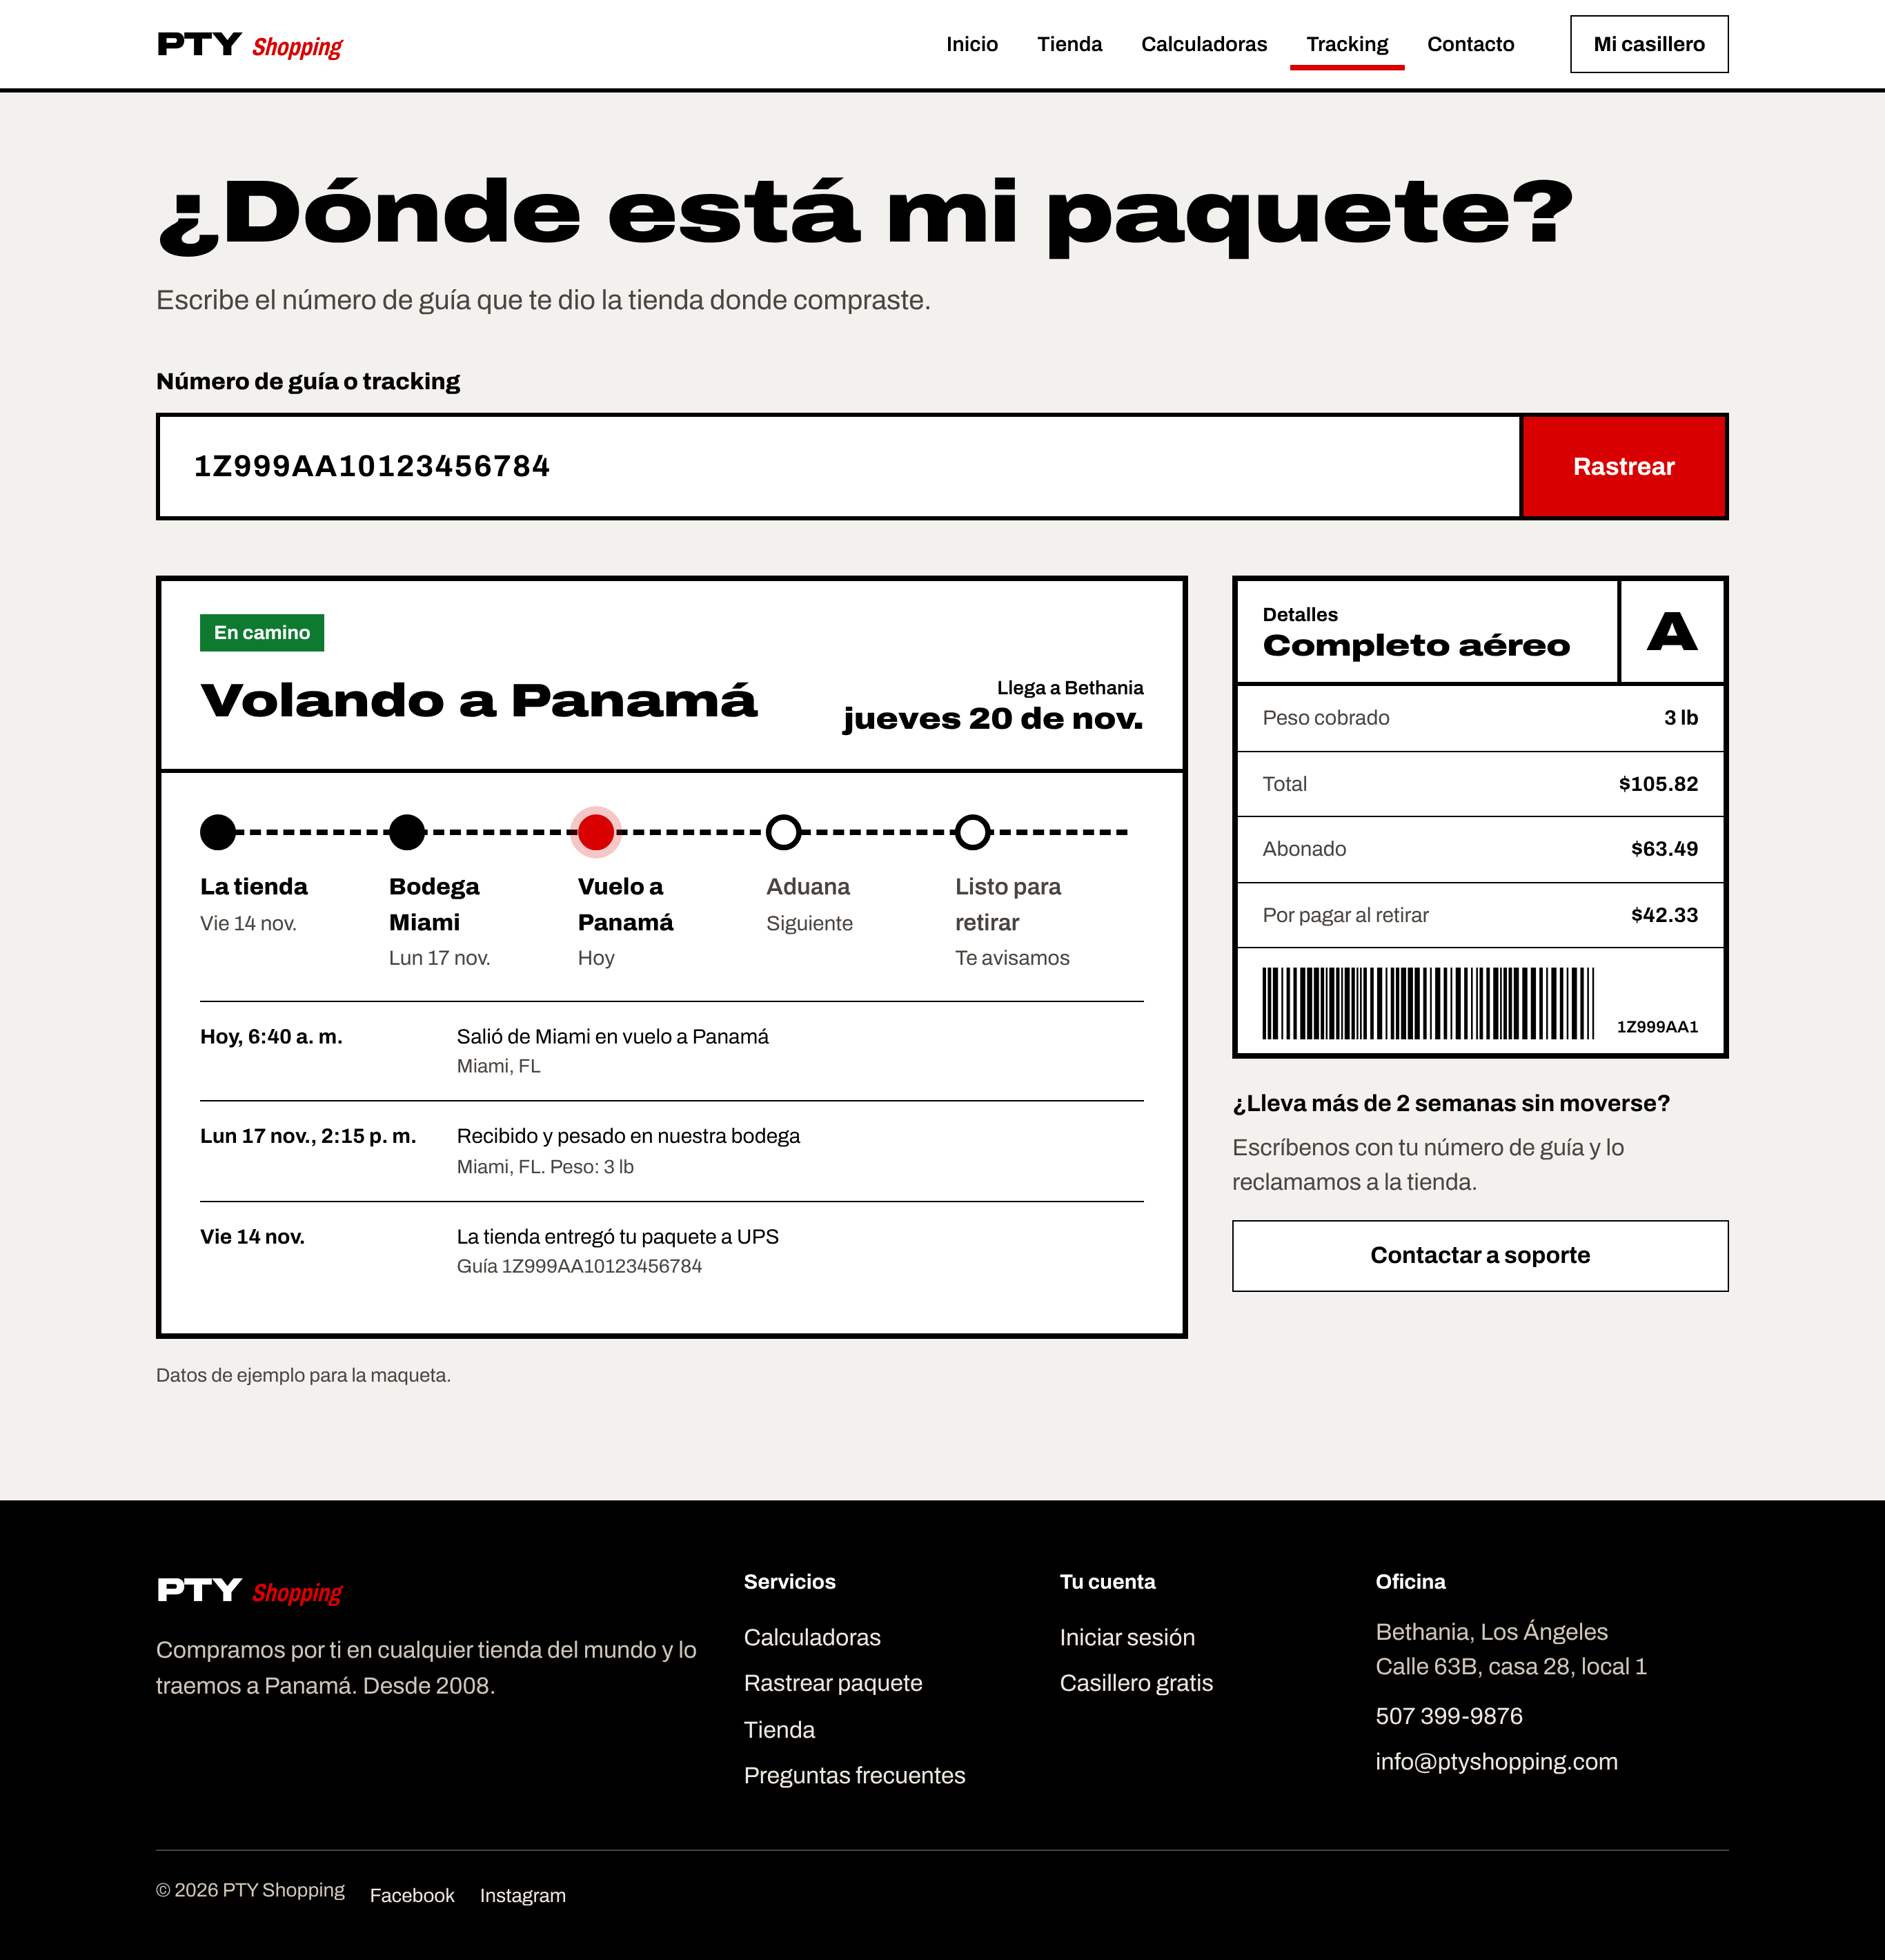 PTY Shopping
Inicio
Tienda
Calculadoras
Tracking
Contacto
Mi casillero
¿Dónde está mi paquete?
Escribe el número de guía que te dio la tienda donde compraste.
Número de guía o tracking
1Z999AA10123456784
Rastrear
En camino
Volando a Panamá
Llega a Bethania
jueves 20 de nov.
La tienda
Vie 14 nov.
Bodega
Miami
Lun 17 nov.
Vuelo a
Panamá
Hoy
Aduana
Siguiente
Listo para
retirar
Te avisamos
Hoy, 6:40 a. m.
Salió de Miami en vuelo a Panamá
Miami, FL
Lun 17 nov., 2:15 p. m.
Recibido y pesado en nuestra bodega
Miami, FL. Peso: 3 lb
Vie 14 nov.
La tienda entregó tu paquete a UPS
Guía 1Z999AA10123456784
Detalles
Completo aéreo
A
Peso cobrado
3 lb
Total
$105.82
Abonado
$63.49
Por pagar al retirar
$42.33
1Z999AA1
¿Lleva más de 2 semanas sin moverse?
Escríbenos con tu número de guía y lo
reclamamos a la tienda.
Contactar a soporte
Datos de ejemplo para la maqueta.
PTY Shopping
Compramos por ti en cualquier tienda del mundo y lo
traemos a Panamá. Desde 2008.
Servicios
Calculadoras
Rastrear paquete
Tienda
Preguntas frecuentes
Tu cuenta
Iniciar sesión
Casillero gratis
Oficina
Bethania, Los Ángeles
Calle 63B, casa 28, local 1
507 399-9876
info@ptyshopping.com
© 2026 PTY Shopping
Facebook
Instagram